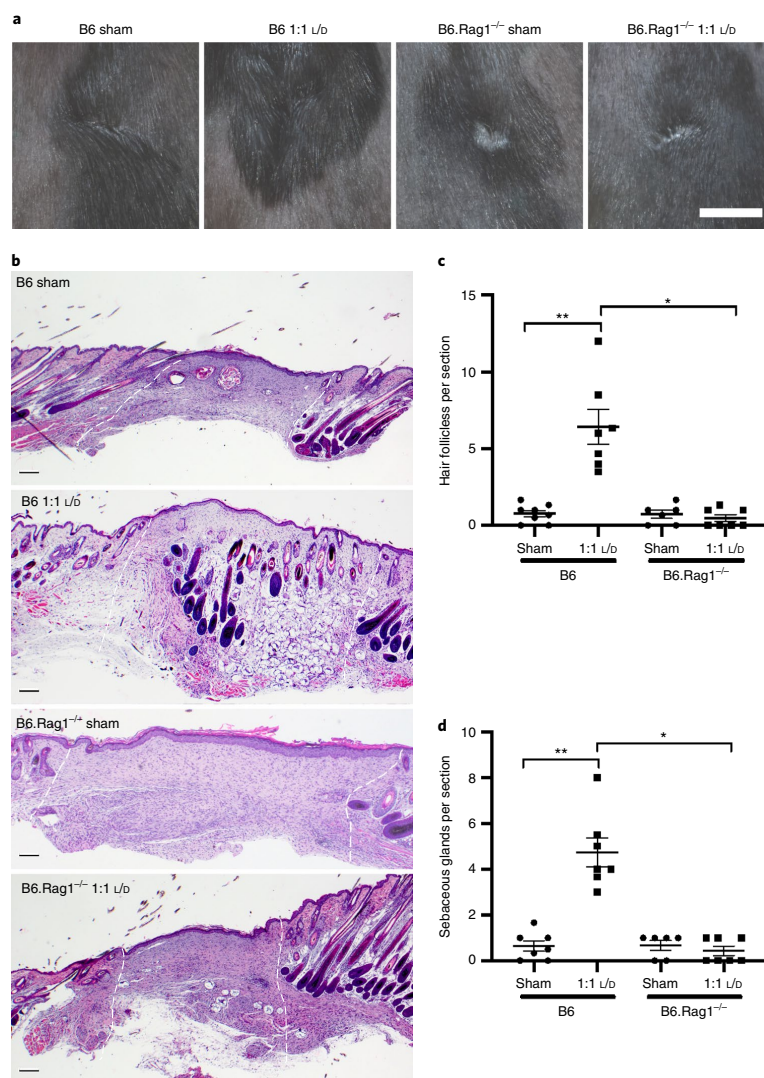 a
B6 sham
B6 1:1 L/D
B6.Rag1–/– sham
B6.Rag1–/– 1:1 L/D
b
B6 sham
B6 1:1 L/D
B6.Rag1–/+ sham
B6.Rag1–/– 1:1 L/D
c
Hair follicless per section
15
10
5
0
**
*
Sham
1:1 L/D
Sham
1:1 L/D
B6
B6.Rag1–/–
d
Sebaceous glands per section
10
8
6
4
2
0
**
*
Sham
1:1 L/D
Sham
1:1 L/D
B6
B6.Rag1–/–